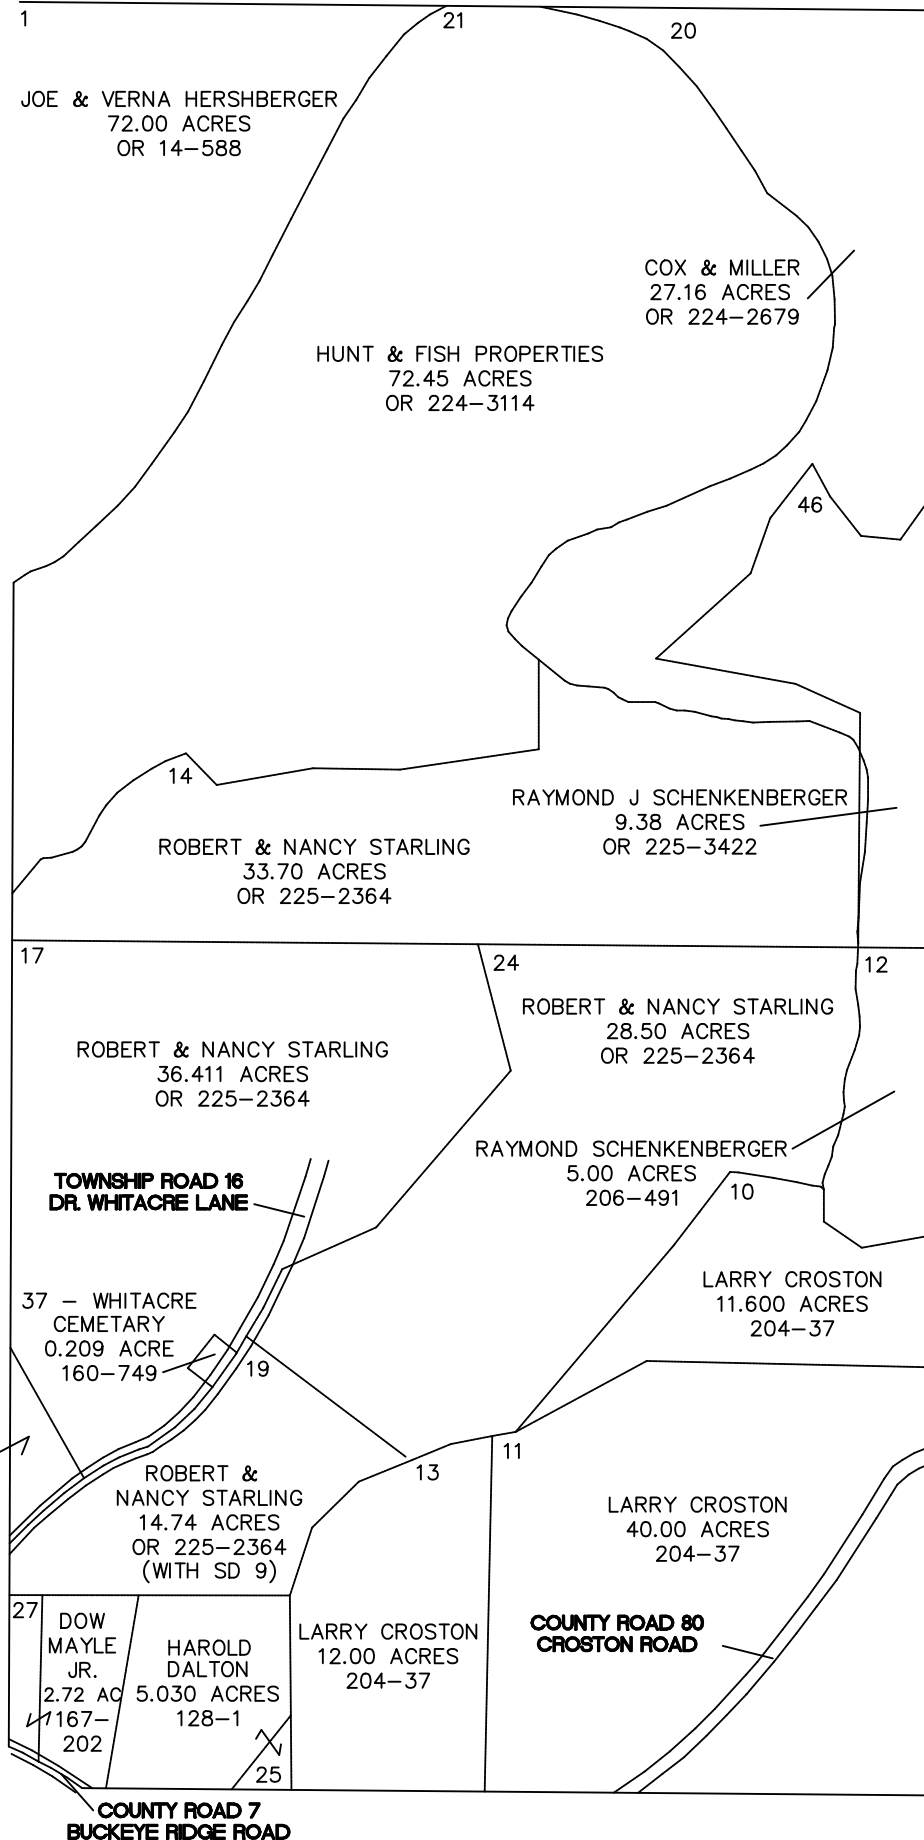 1
21
20
JOE & VERNA HERSHBERGER
72.00 ACRES
OR 14-588
COX & MILLER
27.16 ACRES
OR 224-2679
HUNT & FISH PROPERTIES
72.45 ACRES
OR 224-3114
46
14
RAYMOND J SCHENKENBERGER
9.38 ACRES
OR 225-3422
ROBERT & NANCY STARLING
33.70 ACRES
OR 225-2364
17
24
12
ROBERT & NANCY STARLING
28.50 ACRES
OR 225-2364
ROBERT & NANCY STARLING
36.411 ACRES
OR 225-2364
RAYMOND SCHENKENBERGER
5.00 ACRES
206-491
TOWNSHIP ROAD 16
DR. WHITACRE LANE
10
LARRY CROSTON
11.600 ACRES
204-37
37 - WHITACRE
CEMETARY
0.209 ACRE
160-749
19
13
11
ROBERT &
NANCY STARLING
14.74 ACRES
OR 225-2364
(WITH SD 9)
LARRY CROSTON
40.00 ACRES
204-37
27
DOW
MAYLE
JR.
2.72 AC
167-
202
HAROLD
DALTON
5.030 ACRES
128-1
LARRY CROSTON
12.00 ACRES
204-37
COUNTY ROAD 80
CROSTON ROAD
25
COUNTY ROAD 7
BUCKEYE RIDGE ROAD